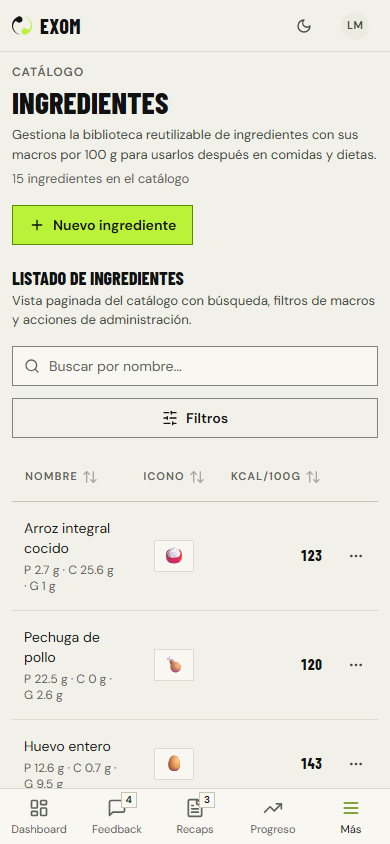 EXOM
LM
CATÁLOGO
INGREDIENTES
Gestiona la biblioteca reutilizable de ingredientes con sus
macros por 100 g para usarlos después en comidas y dietas.
15 ingredientes en el catálogo
Nuevo ingrediente
LISTADO DE INGREDIENTES
Vista paginada del catálogo con búsqueda, filtros de macros
y acciones de administración.
Buscar por nombre...
Filtros
NOMBRE ICONO KCAL/100G
Arroz integral
cocido
P 2.7 g · C 25.6 g
· G 1 g
123
Pechuga de
pollo
P 22.5 g · C 0 g ·
G 2.6 g
120
Huevo entero
P 12.6 g · C 0.7 g ·
G 9.5 g
143
4
3
Dashboard Feedback Recaps Progreso Más